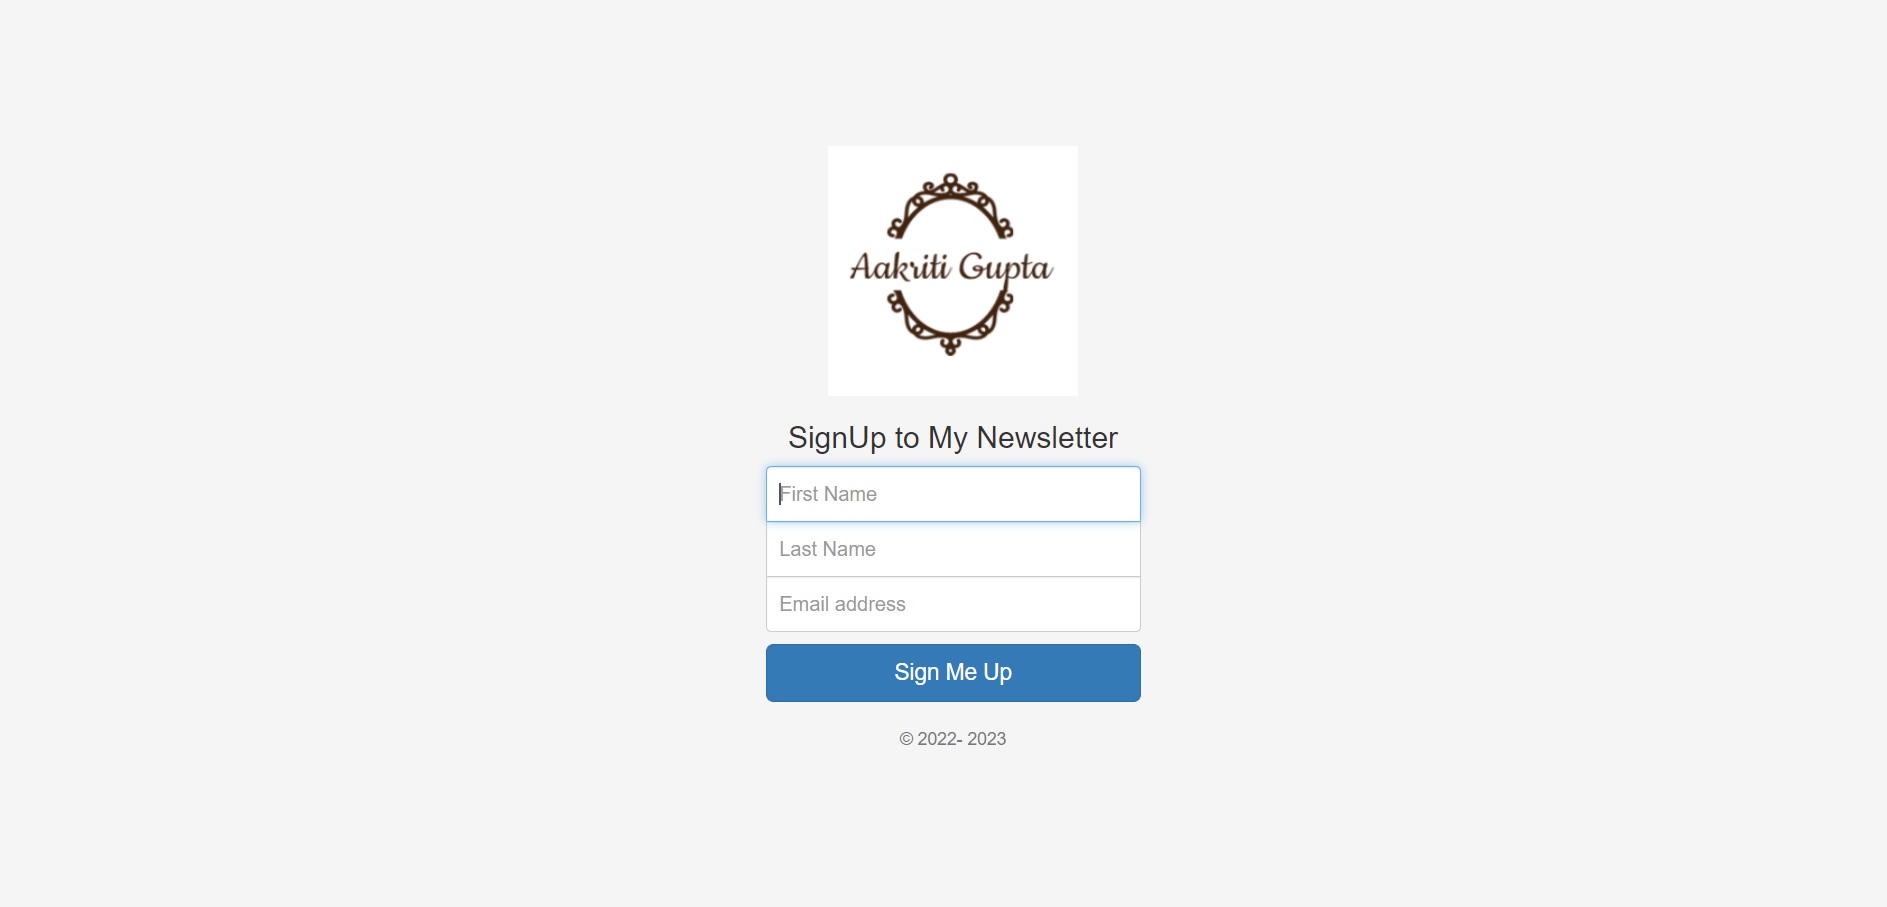 Aakriti Gupta
SignUp to My Newsletter
First Name
Last Name
Email address
Sign Me Up
© 2022- 2023